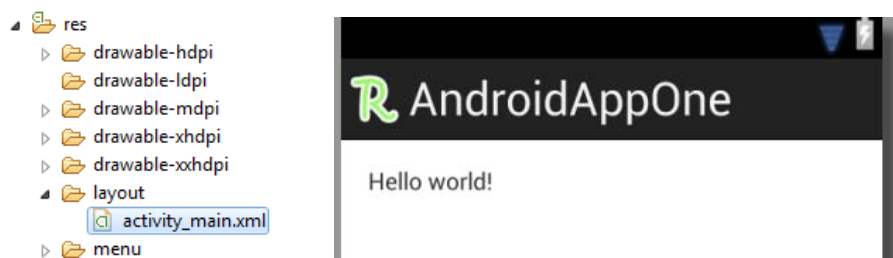 res
drawable-hdpi
drawable-ldpi
drawable-mdpi
drawable-xhdpi
drawable-xxhdpi
layout
activity_main.xml
menu
R AndroidAppOne
Hello world!